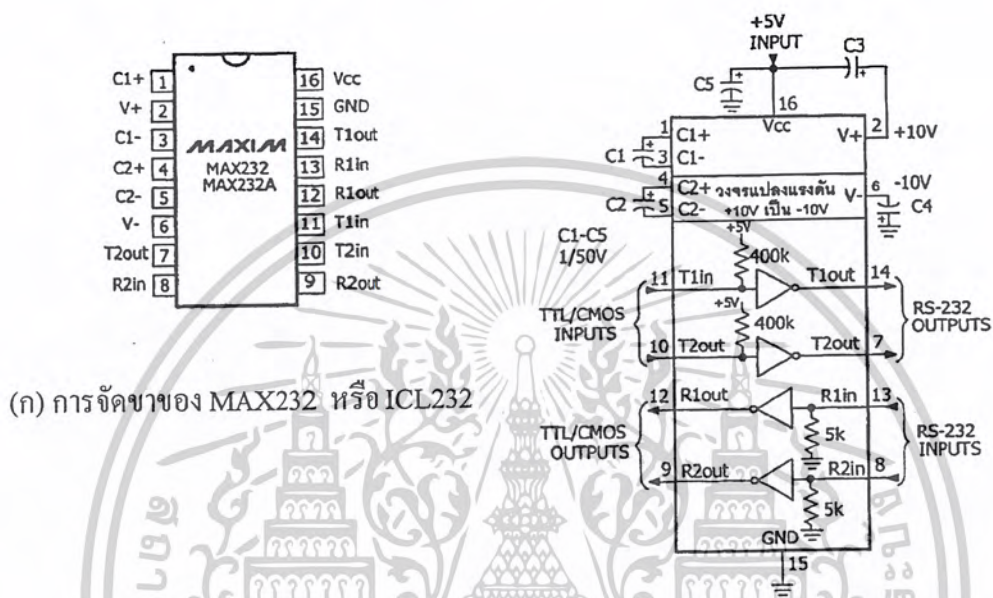 C1+ 1
V+ 2
C1- 3
C2+ 4
C2- 5
V- 6
T2out 7
R2in 8
16 Vcc
15 GND
14 T1out
13 R1in
12 R1out
11 T1in
10 T2in
9 R2out
MAXIM
MAX232
MAX232A
(ก) การจัดขาของ MAX232 หรือ ICL232
+5V
INPUT
C3
C5
16
Vcc
1 C1+
C1
3 C1-
V+ 2 +10V
4 C2+ วงจรแปลงแรงดัน
C2
5 C2- +10V เป็น -10V
V- 6 -10V
C4
C1-C5
1/50V
+5V
400k
11 T1in T1out 14
+5V
400k
TTL/CMOS
INPUTS
RS-232
OUTPUTS
10 T2out T2out 7
12 R1out R1in 13
5k
TTL/CMOS
OUTPUTS
RS-232
INPUTS
9 R2out R2in 8
5k
GND
15